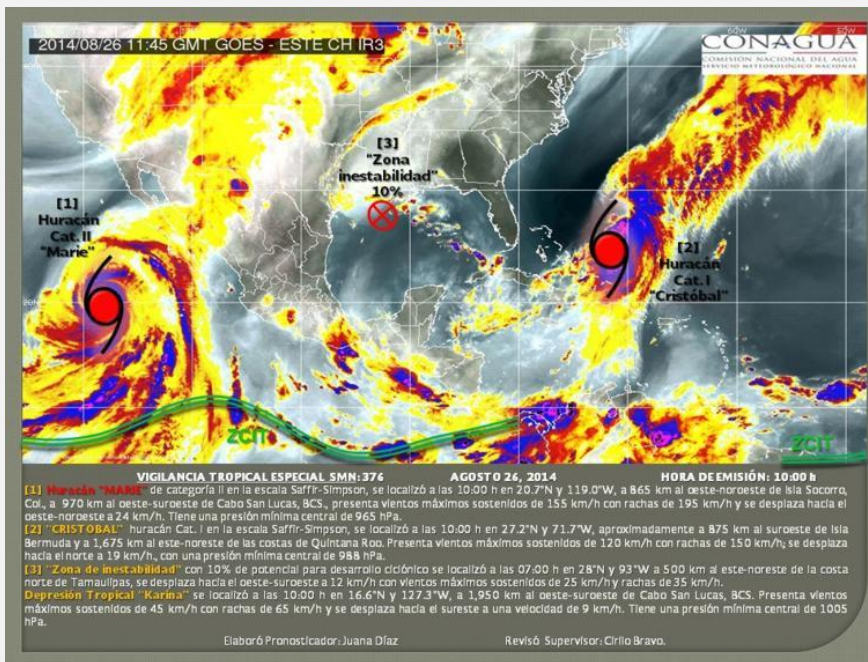 2014/08/26 11:45 GMT GOES - ESTE CH IR3
CONAGUA
COMISIÓN NACIONAL DEL AGUA
SERVICIO METEOROLÓGICO NACIONAL
[3]
"Zona
inestabilidad"
10%
[1]
Huracán
Cat. II
"Marie"
[2]
Huracán
Cat. I
"Cristóbal"
ZCIT
ZCIT
VIGILANCIA TROPICAL ESPECIAL SMN: 376 AGOSTO 26, 2014 HORA DE EMISIÓN: 10:00 h
[1] Huracán "MARIE" de categoría II en la escala Saffir-Simpson, se localizó a las 10:00 h en 20.7°N y 119.0°W, a 865 km al oeste-noroeste de Isla Socorro,
Col., a 970 km al oeste-suroeste de Cabo San Lucas, BCS., presenta vientos máximos sostenidos de 155 km/h con rachas de 195 km/h y se desplaza hacia el
oeste-noroeste a 24 km/h. Tiene una presión mínima central de 965 hPa.
[2] "CRISTOBAL" huracán Cat. I en la escala Saffir-Simpson, se localizó a las 10:00 h en 27.2°N y 71.7°W, aproximadamente a 875 km al suroeste de Isla
Bermuda y a 1,675 km al este-noreste de las costas de Quintana Roo. Presenta vientos máximos sostenidos de 120 km/h con rachas de 150 km/h; se desplaza
hacia el norte a 19 km/h., con una presión mínima central de 988 hPa.
[3] "Zona de inestabilidad" con 10% de potencial para desarrollo ciclónico se localizó a las 07:00 h en 28°N y 93°W a 500 km al este-noreste de la costa
norte de Tamaulipas, se desplaza hacia el oeste-suroeste a 12 km/h con vientos máximos sostenidos de 25 km/h y rachas de 35 km/h.
Depresión Tropical "Karina" se localizó a las 10:00 h en 16.6°N y 127.3°W, a 1,950 km al oeste-suroeste de Cabo San Lucas, BCS. Presenta vientos
máximos sostenidos de 45 km/h con rachas de 65 km/h y se desplaza hacia el sureste a una velocidad de 9 km/h. Tiene una presión mínima central de 1005
hPa.
Elaboró Pronosticador: Juana Díaz Revisó Supervisor: Cirilo Bravo.